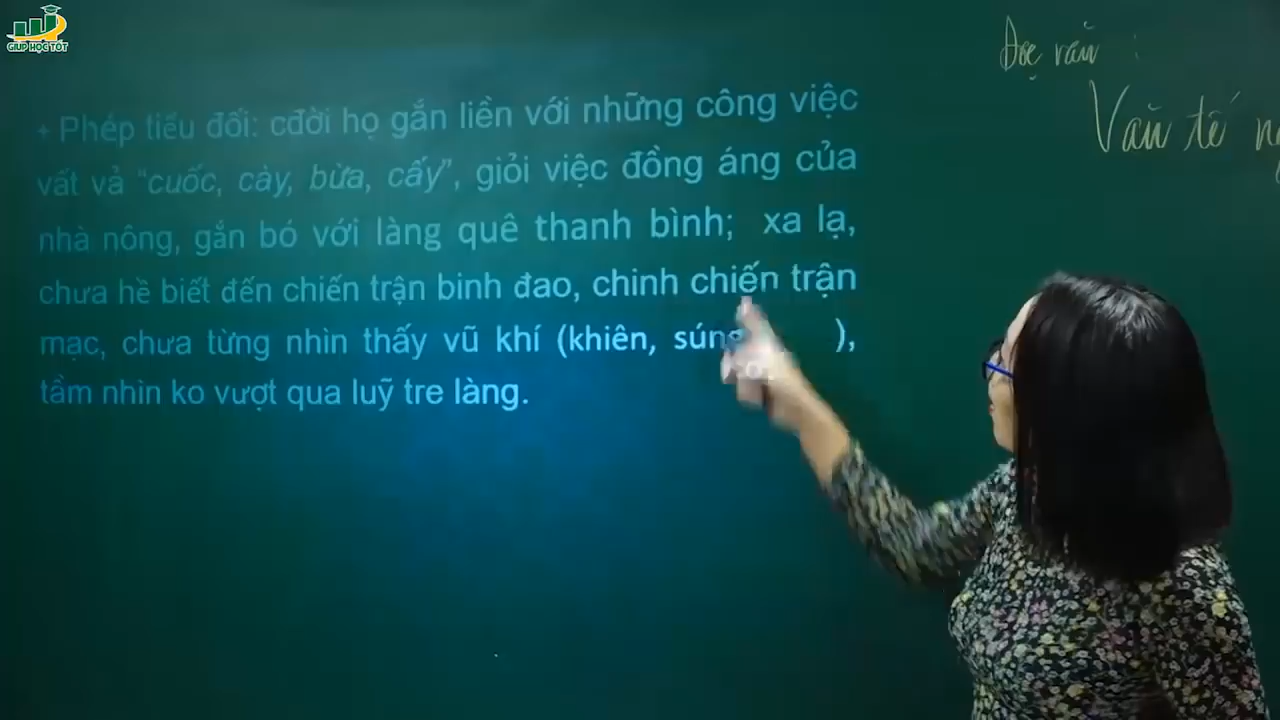 GIUP HỌC TỐT
Đọc văn :
Văn tế
+ Phép tiểu đối: cđời họ gắn liền với những công việc
vất vả “cuốc, cày, bừa, cấy”, giỏi việc đồng áng của
nhà nông, gắn bó với làng quê thanh bình; xa lạ,
chưa hề biết đến chiến trận binh đao, chinh chiến trận
mạc, chưa từng nhìn thấy vũ khí (khiên, súng ),
tầm nhìn ko vượt qua luỹ tre làng.